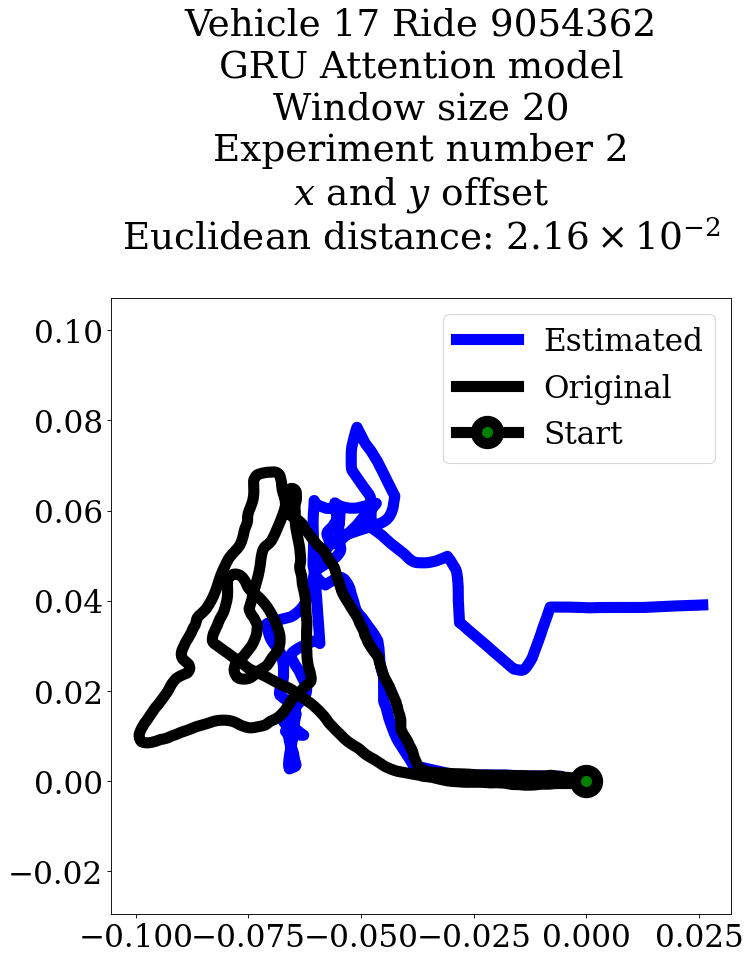 Vehicle 17 Ride 9054362
GRU Attention model
Window size 20
Experiment number 2
x and y offset
Euclidean distance: 2.16 × 10⁻²
Estimated
Original
Start
0.10
0.08
0.06
0.04
0.02
0.00
−0.02
−0.100 −0.075 −0.050 −0.025 0.000 0.025